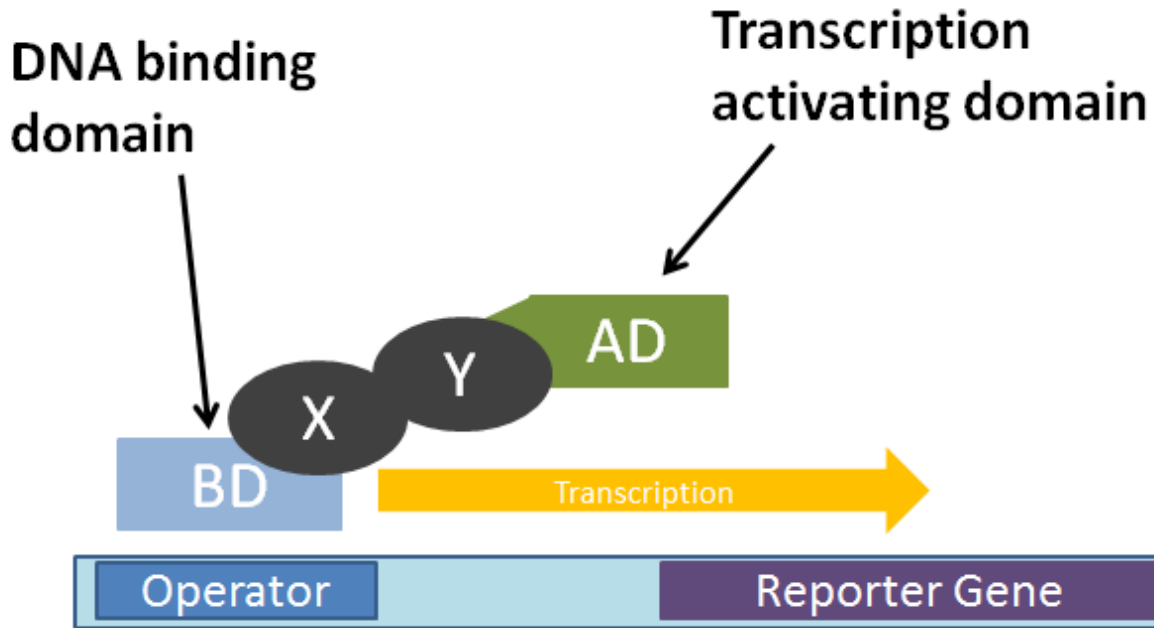 DNA binding
domain
Transcription
activating domain
AD
Y
X
BD
Transcription
Operator
Reporter Gene